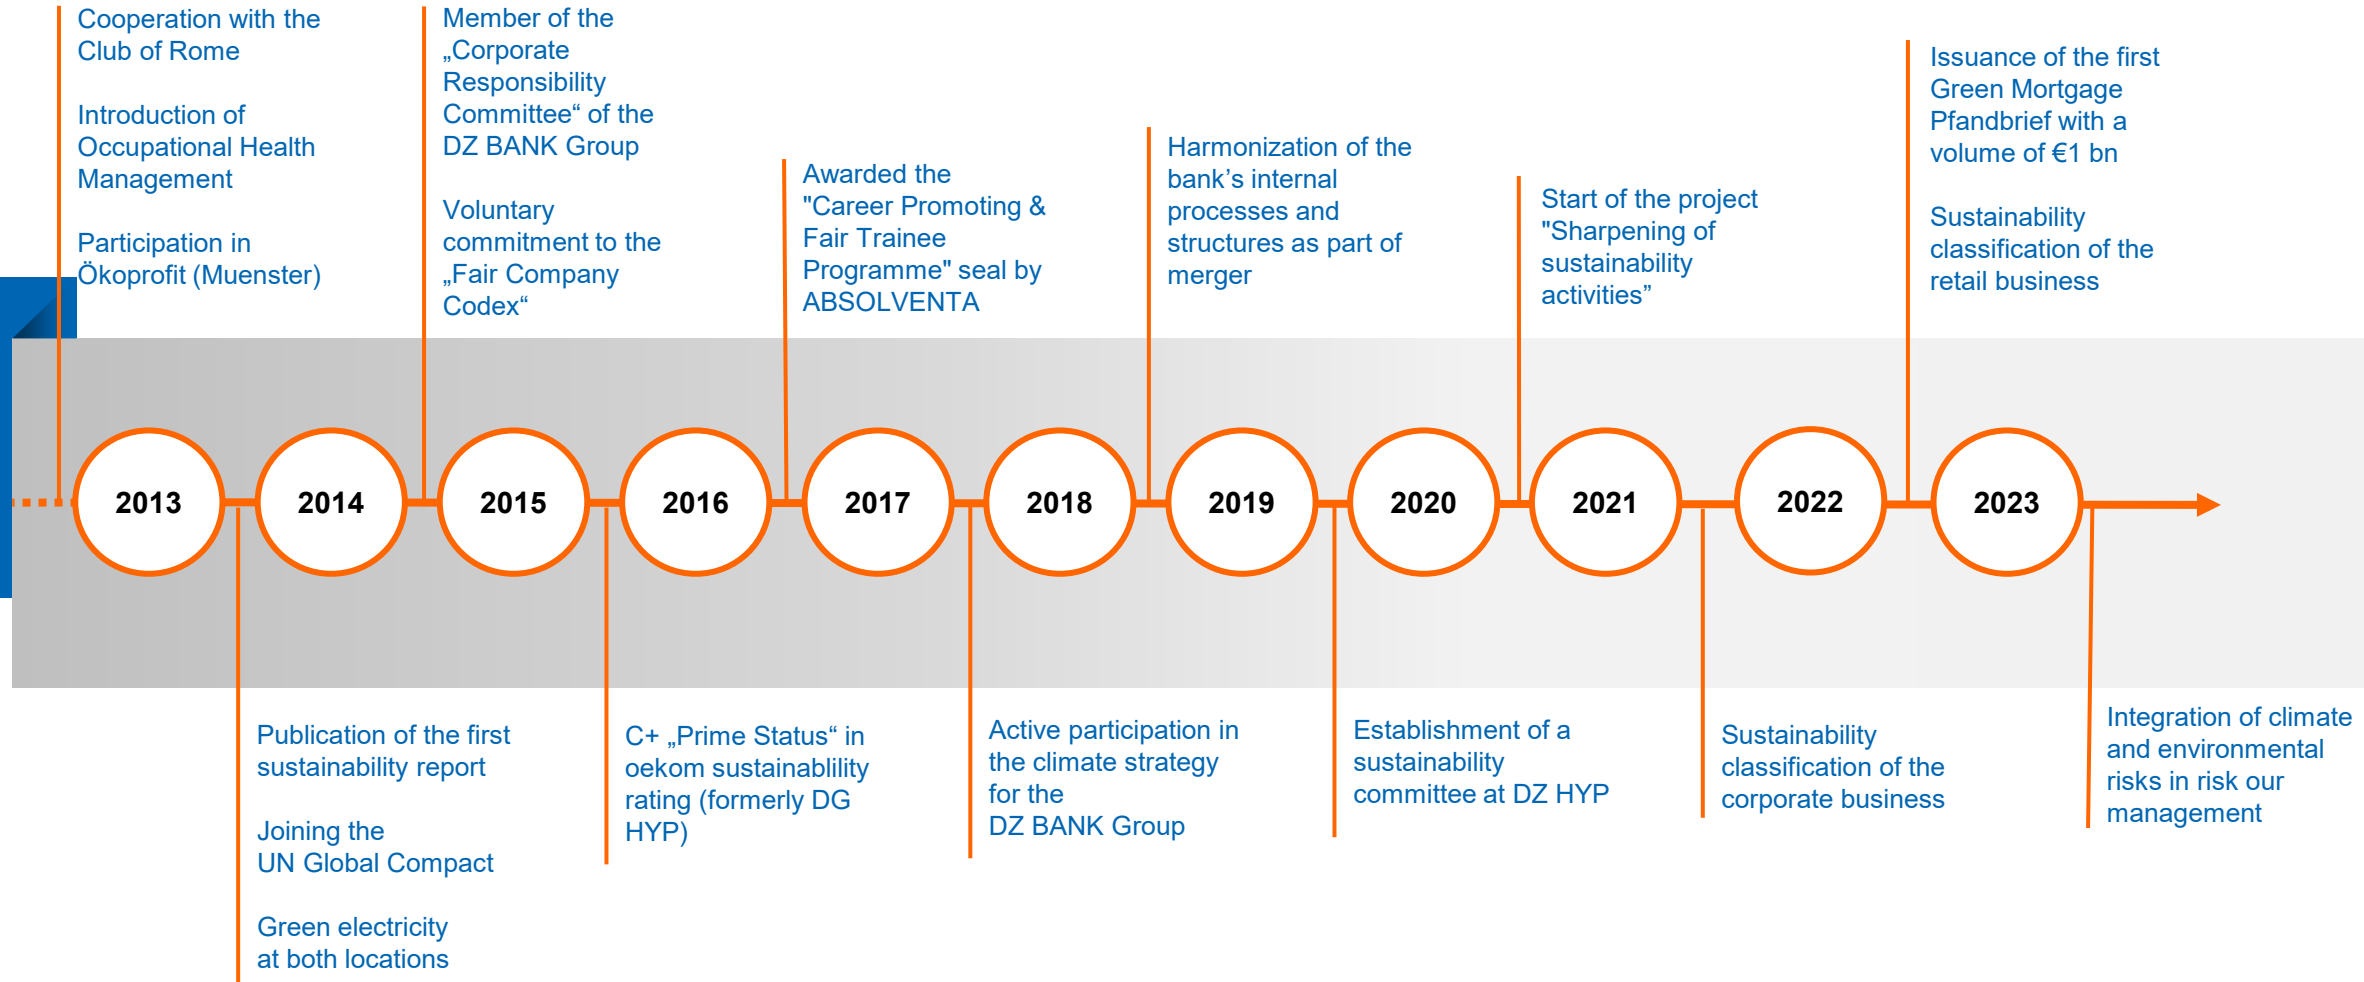 Cooperation with the
Club of Rome
Introduction of
Occupational Health
Management
Participation in
Ökoprofit (Muenster)
Member of the
„Corporate
Responsibility
Committee“ of the
DZ BANK Group
Voluntary
commitment to the
„Fair Company
Codex“
Awarded the
"Career Promoting &
Fair Trainee
Programme" seal by
ABSOLVENTA
Harmonization of the
bank’s internal
processes and
structures as part of
merger
Start of the project
"Sharpening of
sustainability
activities”
Issuance of the first
Green Mortgage
Pfandbrief with a
volume of €1 bn
Sustainability
classification of the
retail business
2013
2014
2015
2016
2017
2018
2019
2020
2021
2022
2023
Publication of the first
sustainability report
Joining the
UN Global Compact
Green electricity
at both locations
C+ „Prime Status“ in
oekom sustainablility
rating (formerly DG
HYP)
Active participation in
the climate strategy
for the
DZ BANK Group
Establishment of a
sustainability
committee at DZ HYP
Sustainability
classification of the
corporate business
Integration of climate
and environmental
risks in risk our
management